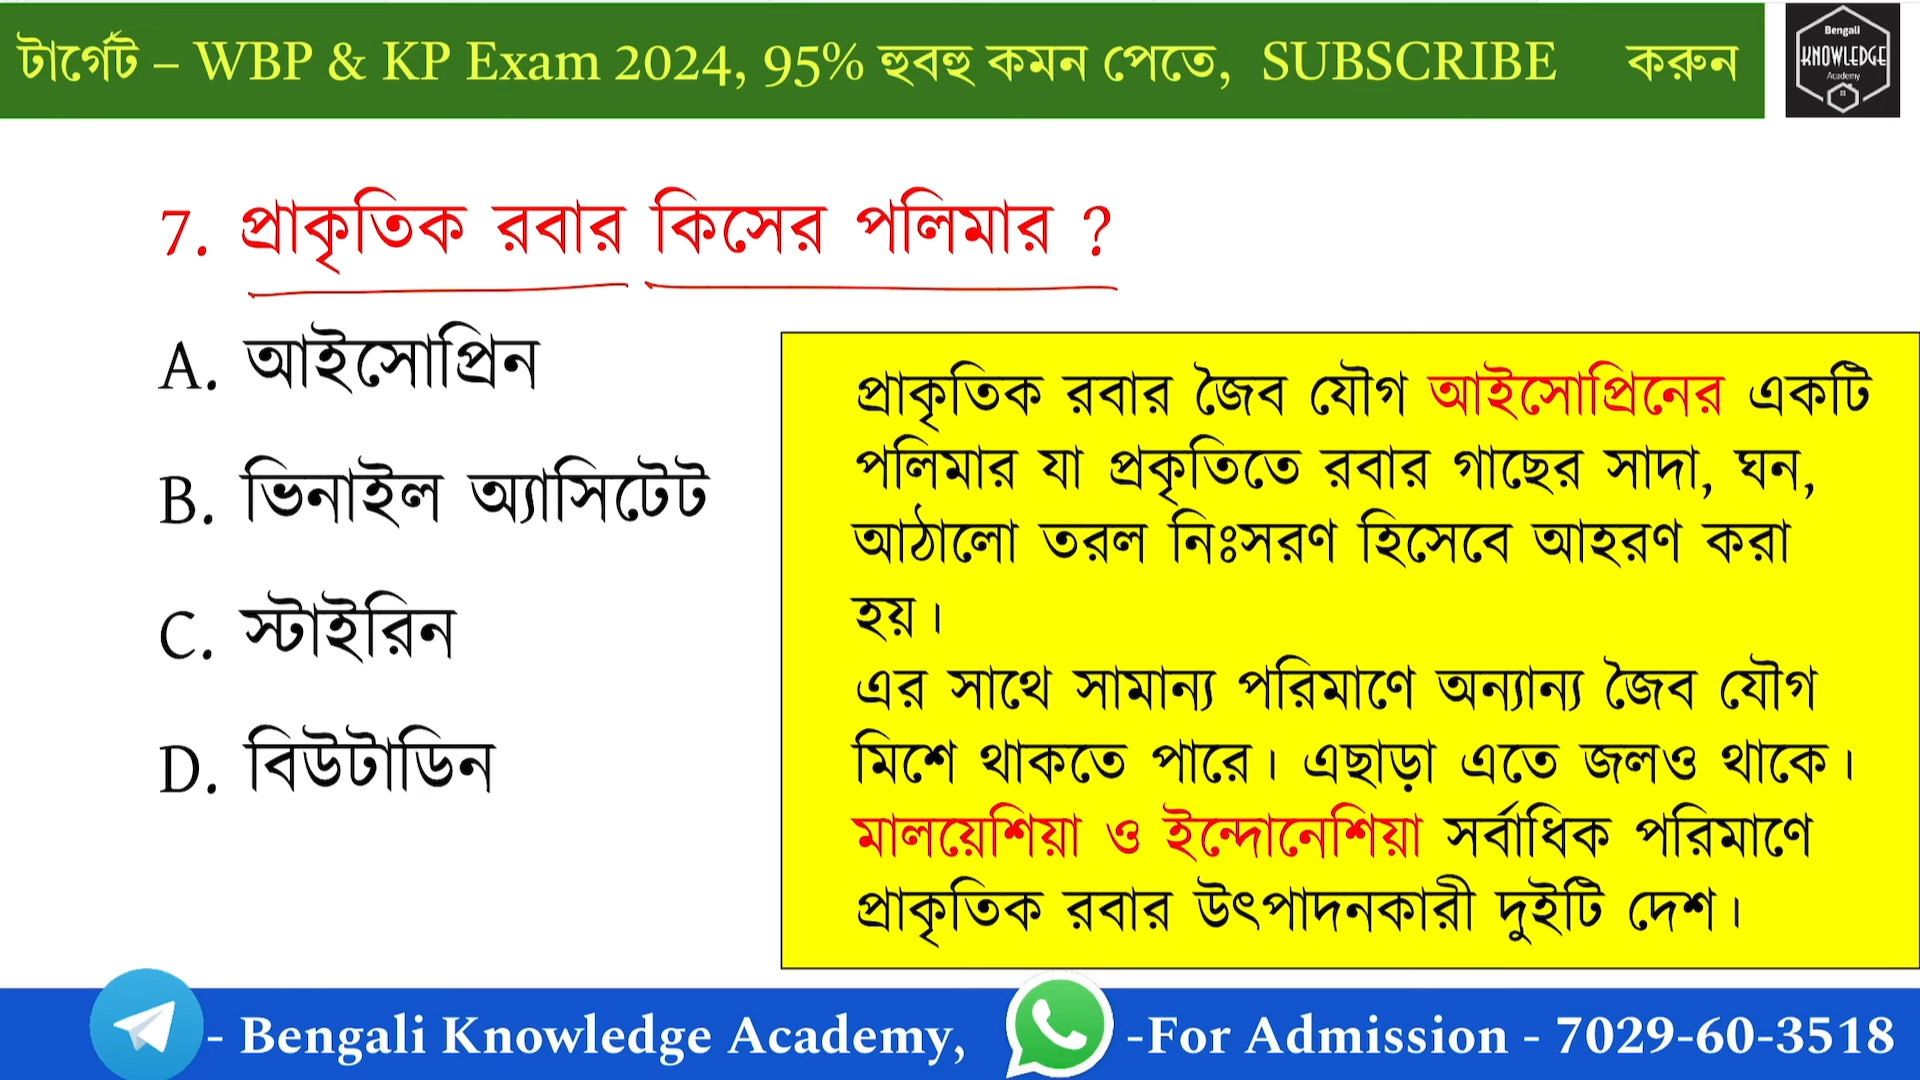 টার্গেট – WBP & KP Exam 2024, 95% হুবহু কমন পেতে, SUBSCRIBE করুন
Bengali
KNOWLEDGE
Academy
7. প্রাকৃতিক রবার কিসের পলিমার ?
A. আইসোপ্রিন
B. ভিনাইল অ্যাসিটেট
C. স্টাইরিন
D. বিউটাডিন
প্রাকৃতিক রবার জৈব যৌগ আইসোপ্রিনের একটি
পলিমার যা প্রকৃতিতে রবার গাছের সাদা, ঘন,
আঠালো তরল নিঃসরণ হিসেবে আহরণ করা
হয়।
এর সাথে সামান্য পরিমাণে অন্যান্য জৈব যৌগ
মিশে থাকতে পারে। এছাড়া এতে জলও থাকে।
মালয়েশিয়া ও ইন্দোনেশিয়া সর্বাধিক পরিমাণে
প্রাকৃতিক রবার উৎপাদনকারী দুইটি দেশ।
- Bengali Knowledge Academy, -For Admission - 7029-60-3518